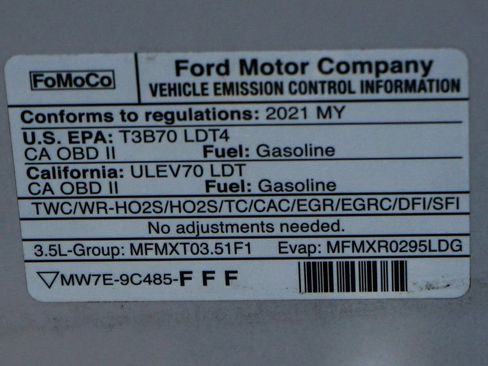 FoMoCo
Ford Motor Company
VEHICLE EMISSION CONTROL INFORMATION
Conforms to regulations: 2021 MY
U.S. EPA: T3B70 LDT4
CA OBD II Fuel: Gasoline
California: ULEV70 LDT
CA OBD II Fuel: Gasoline
TWC/WR-HO2S/HO2S/TC/CAC/EGR/EGRC/DFI/SFI
No adjustments needed.
3.5L-Group: MFMXT03.51F1 Evap: MFMXR0295LDG
MW7E-9C485-F F F